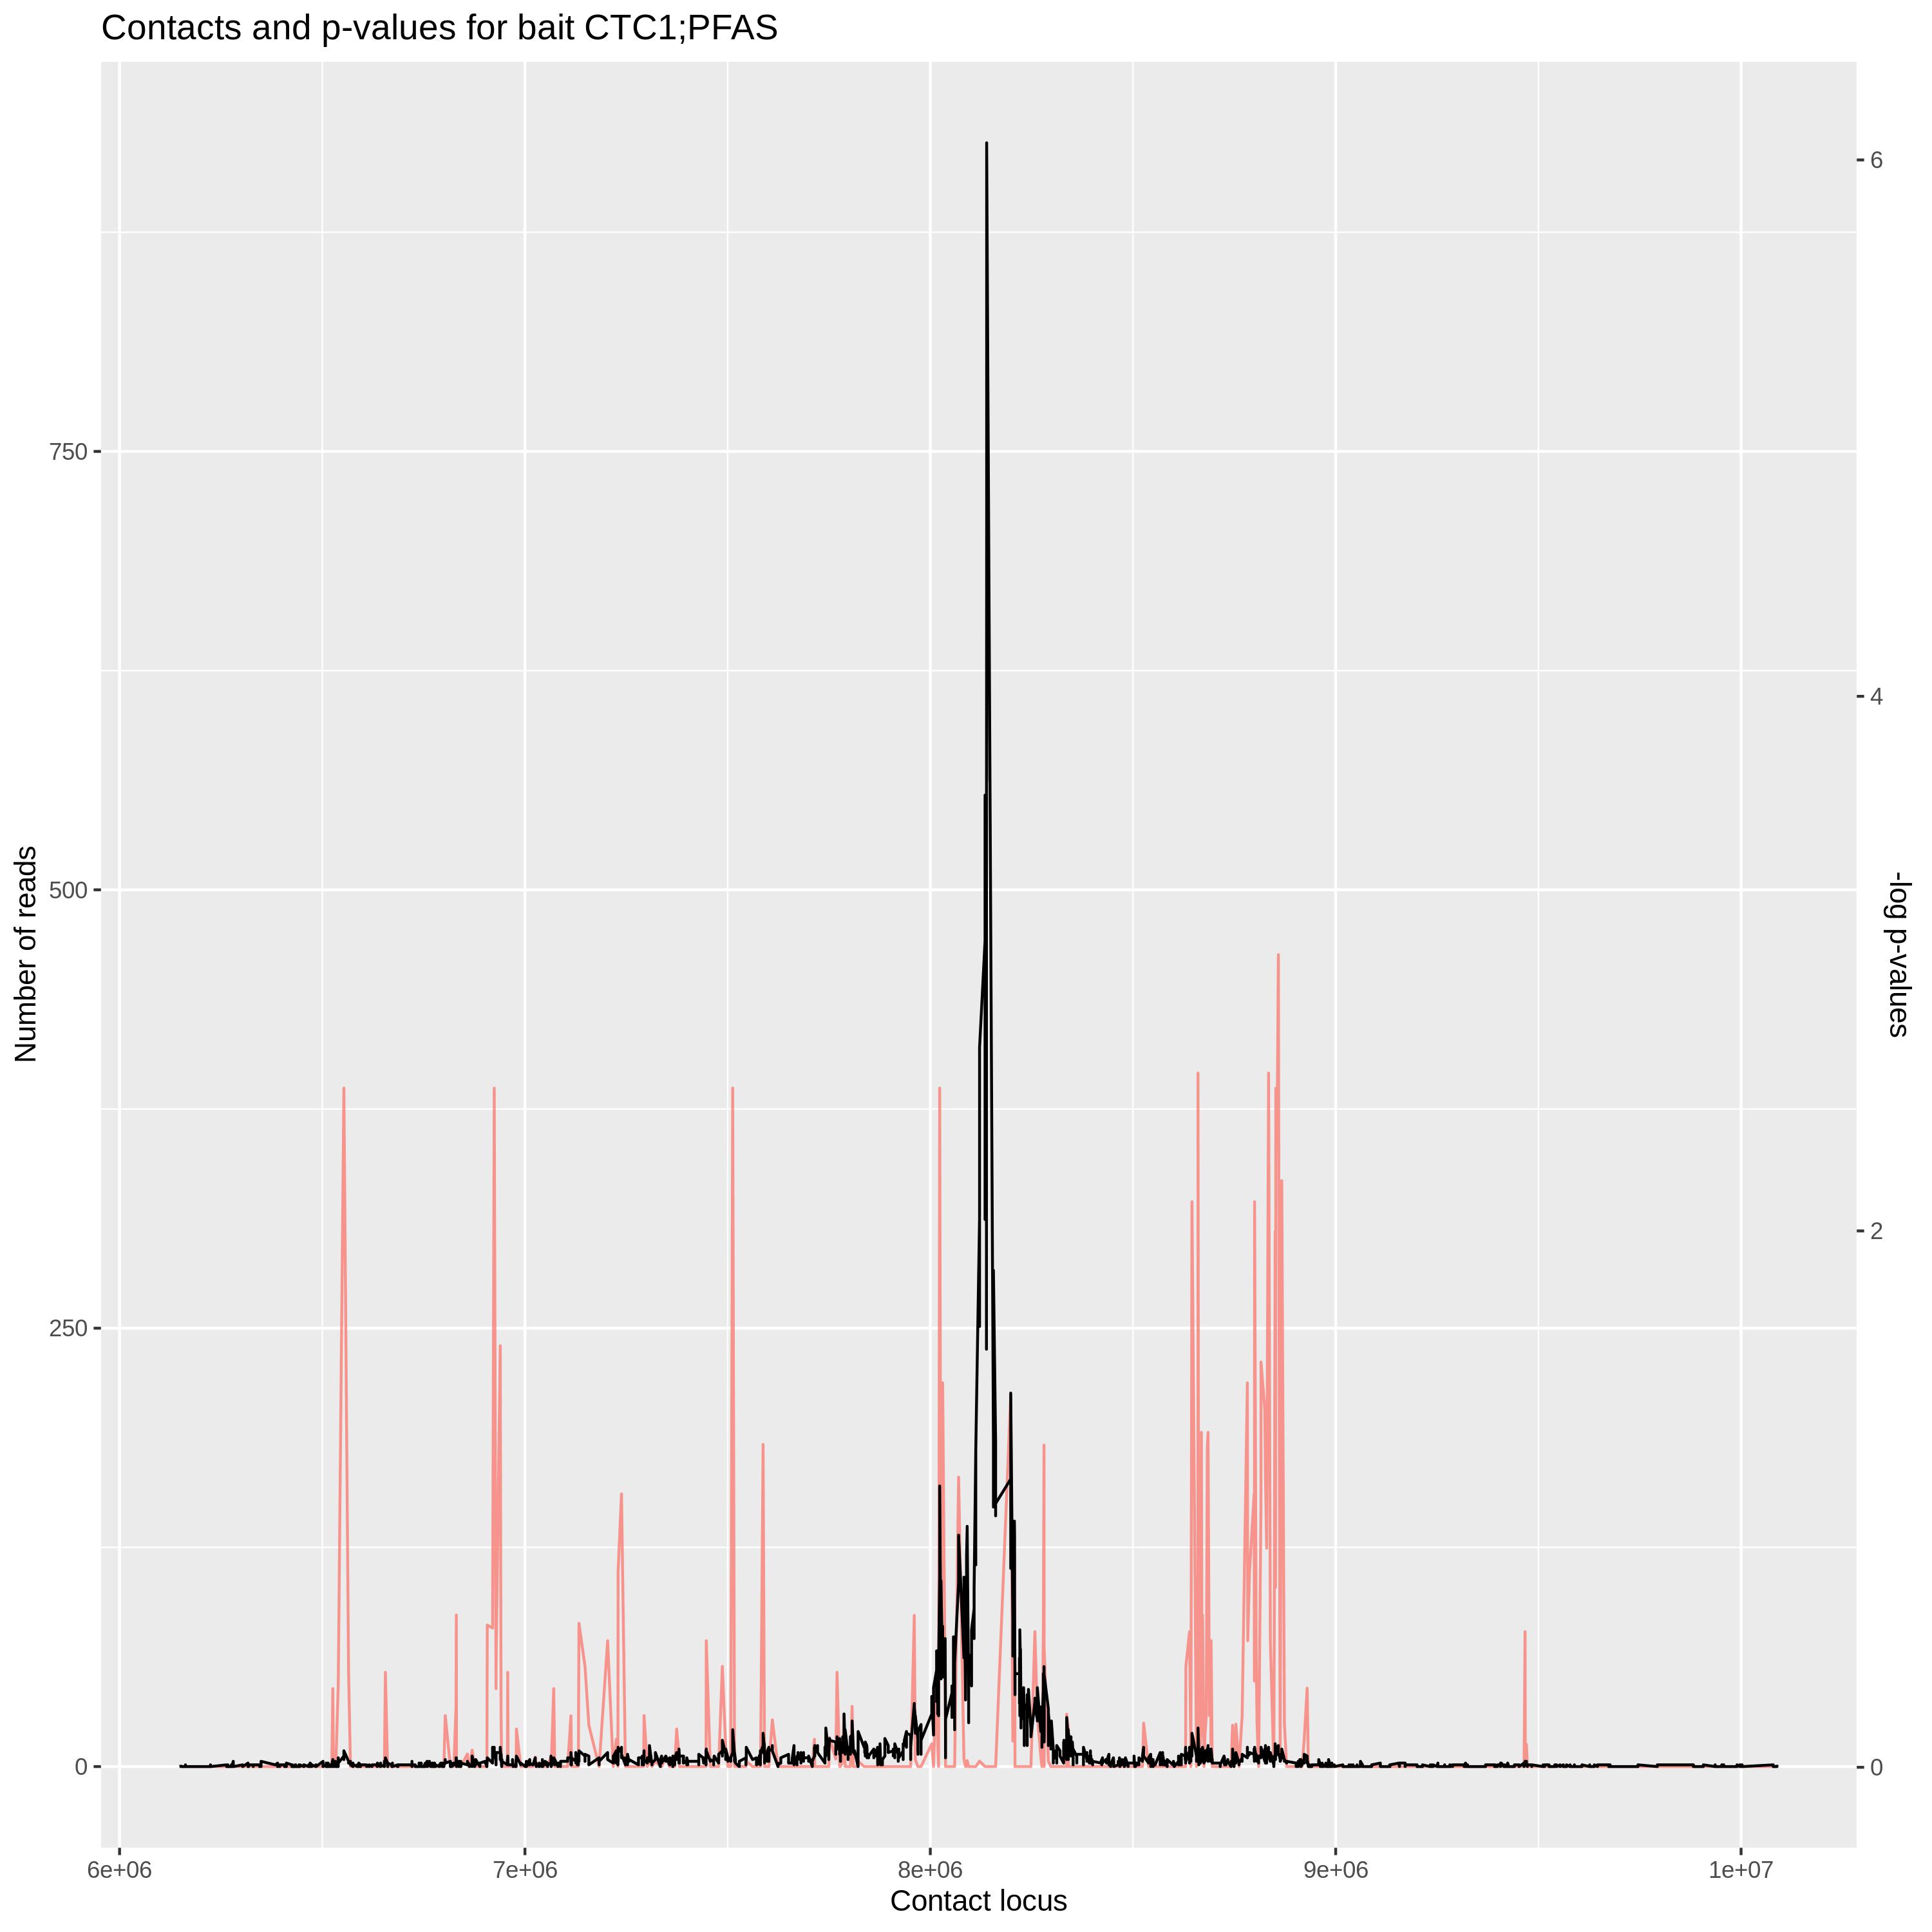 Contacts and p-values for bait CTC1;PFAS
Number of reads
750
500
250
0
6
4
2
0
-log p-values
6e+06
7e+06
8e+06
9e+06
1e+07
Contact locus